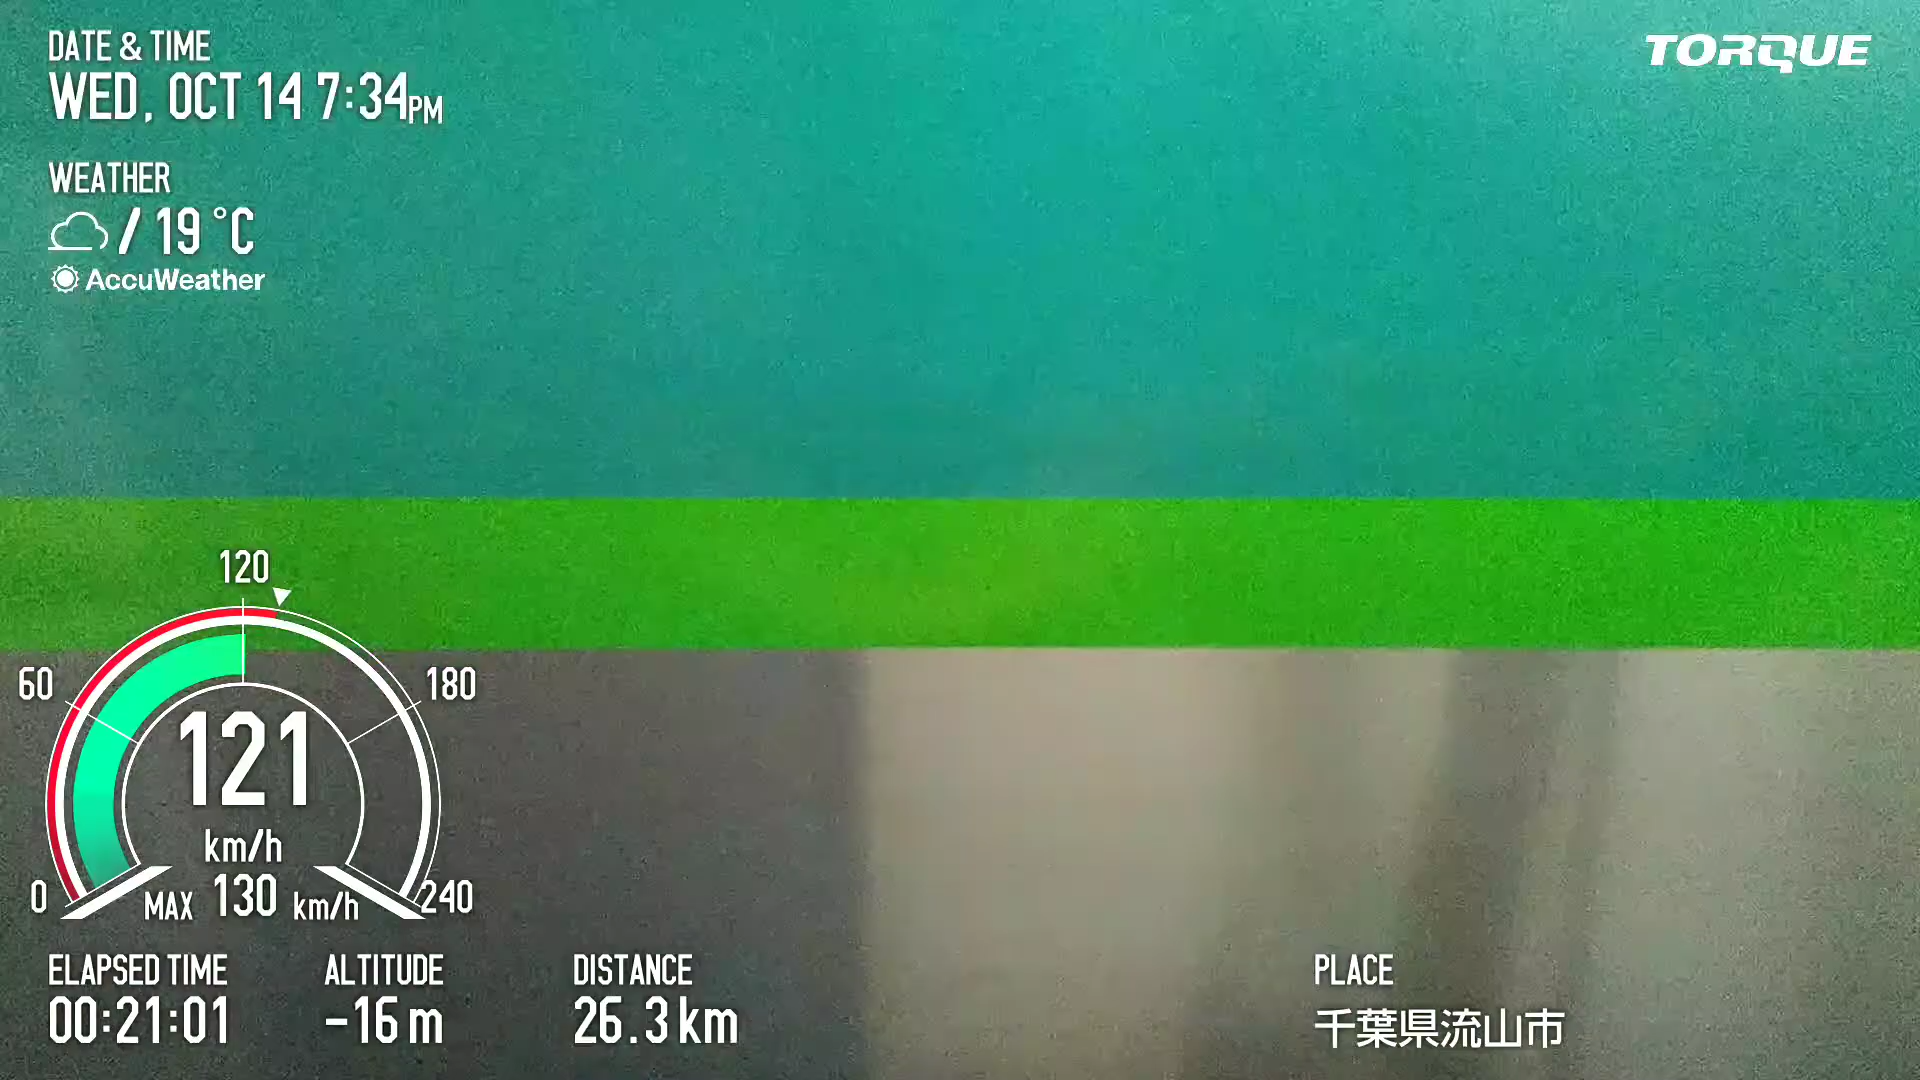 DATE & TIME
WED, OCT 14 7:34PM
TORQUE
WEATHER
/ 19 °C
AccuWeather
120
60
180
121
km/h
0
MAX 130 km/h
240
ELAPSED TIME
00:21:01
ALTITUDE
-16 m
DISTANCE
26.3 km
PLACE
千葉県流山市